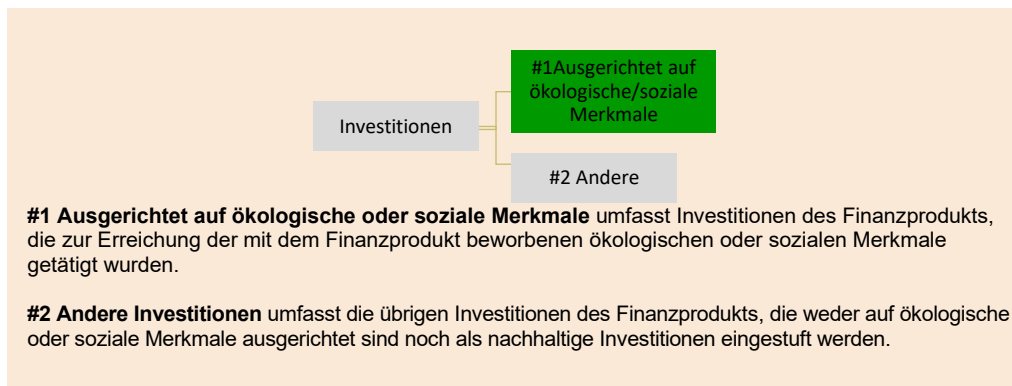 #1Ausgerichtet auf
ökologische/soziale
Merkmale
Investitionen
#2 Andere
#1 Ausgerichtet auf ökologische oder soziale Merkmale umfasst Investitionen des Finanzprodukts,
die zur Erreichung der mit dem Finanzprodukt beworbenen ökologischen oder sozialen Merkmale
getätigt wurden.
#2 Andere Investitionen umfasst die übrigen Investitionen des Finanzprodukts, die weder auf ökologische
oder soziale Merkmale ausgerichtet sind noch als nachhaltige Investitionen eingestuft werden.